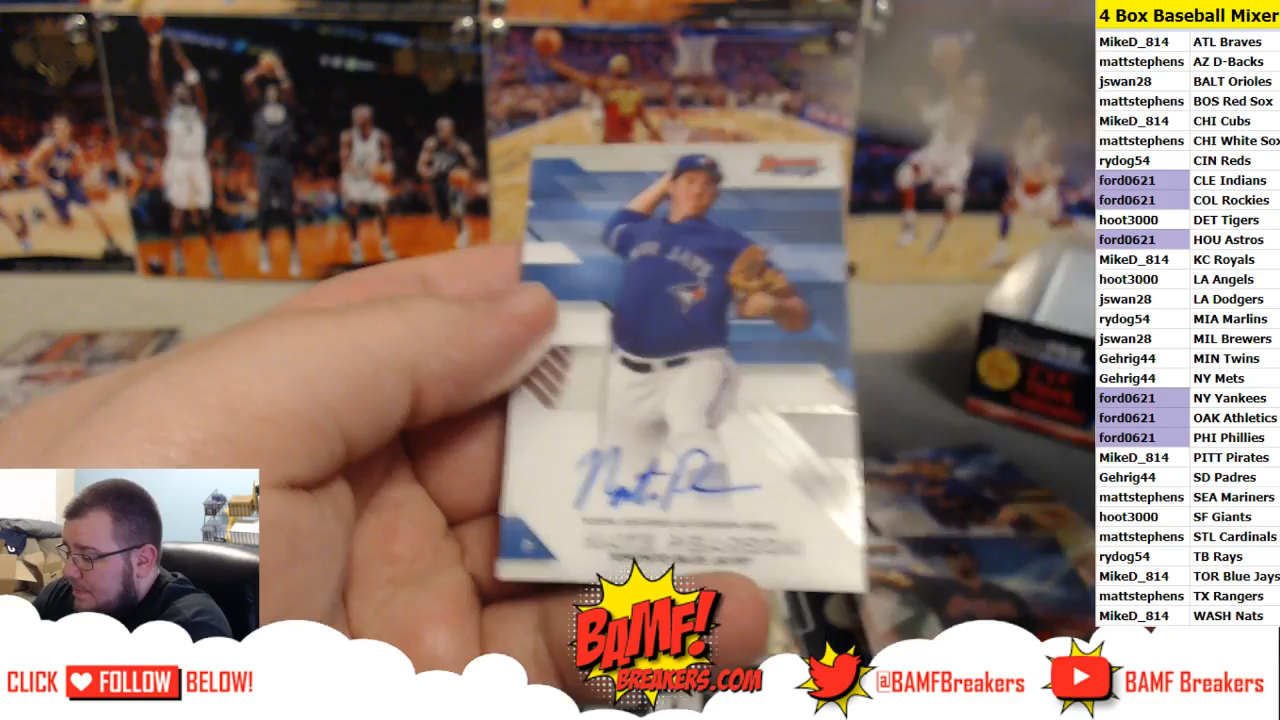 4 Box Baseball Mixer
MikeD_814 ATL Braves
mattstephens AZ D-Backs
jswan28 BALT Orioles
mattstephens BOS Red Sox
MikeD_814 CHI Cubs
mattstephens CHI White Sox
rydog54 CIN Reds
ford0621 CLE Indians
ford0621 COL Rockies
hoot3000 DET Tigers
ford0621 HOU Astros
MikeD_814 KC Royals
hoot3000 LA Angels
jswan28 LA Dodgers
rydog54 MIA Marlins
jswan28 MIL Brewers
Gehrig44 MIN Twins
Gehrig44 NY Mets
ford0621 NY Yankees
ford0621 OAK Athletics
ford0621 PHI Phillies
MikeD_814 PITT Pirates
Gehrig44 SD Padres
mattstephens SEA Mariners
hoot3000 SF Giants
mattstephens STL Cardinals
rydog54 TB Rays
MikeD_814 TOR Blue Jays
mattstephens TX Rangers
MikeD_814 WASH Nats
Bowman's
BLUE JAYS
CLICK FOLLOW BELOW!
BAMF!
BREAKERS.COM
@BAMFBreakers
BAMF Breakers